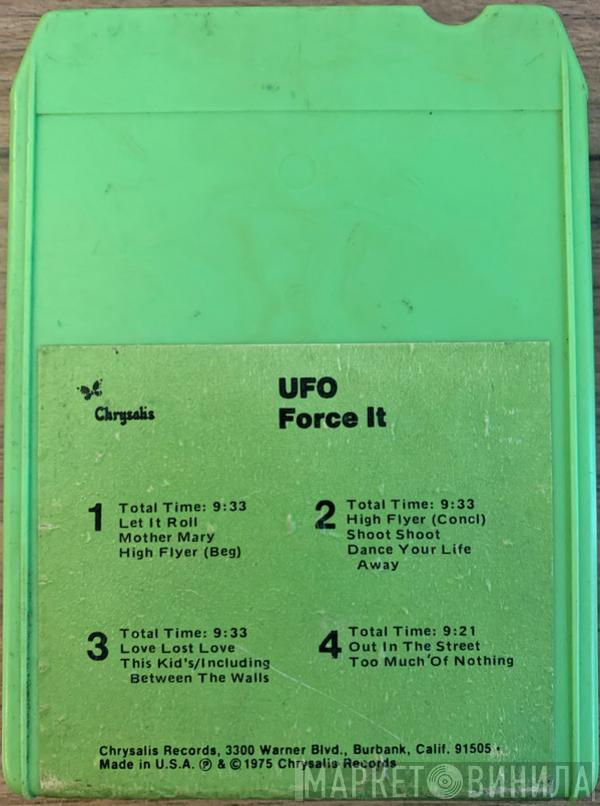 Chrysalis
UFO
Force It
1
Total Time: 9:33
Let It Roll
Mother Mary
High Flyer (Beg)
2
Total Time: 9:33
High Flyer (Concl)
Shoot Shoot
Dance Your Life
Away
3
Total Time: 9:33
Love Lost Love
This Kid's/Including
Between The Walls
4
Total Time: 9:21
Out In The Street
Too Much Of Nothing
Chrysalis Records, 3300 Warner Blvd., Burbank, Calif. 91505 •
Made in U.S.A. ℗ & © 1975 Chrysalis Records
МАРКЕТ ВИНИЛА